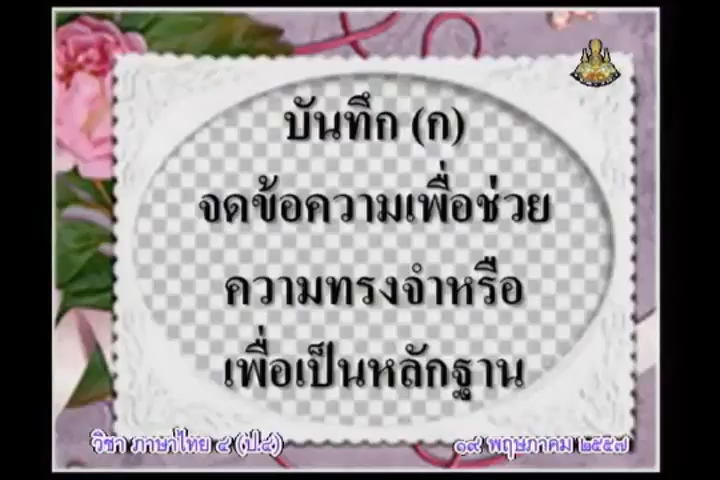 บันทึก (ก)
จดข้อความเพื่อช่วย
ความทรงจำหรือ
เพื่อเป็นหลักฐาน
วิชา ภาษาไทย ๔ (ป.๔)
๑๙ พฤษภาคม ๒๕๕๗